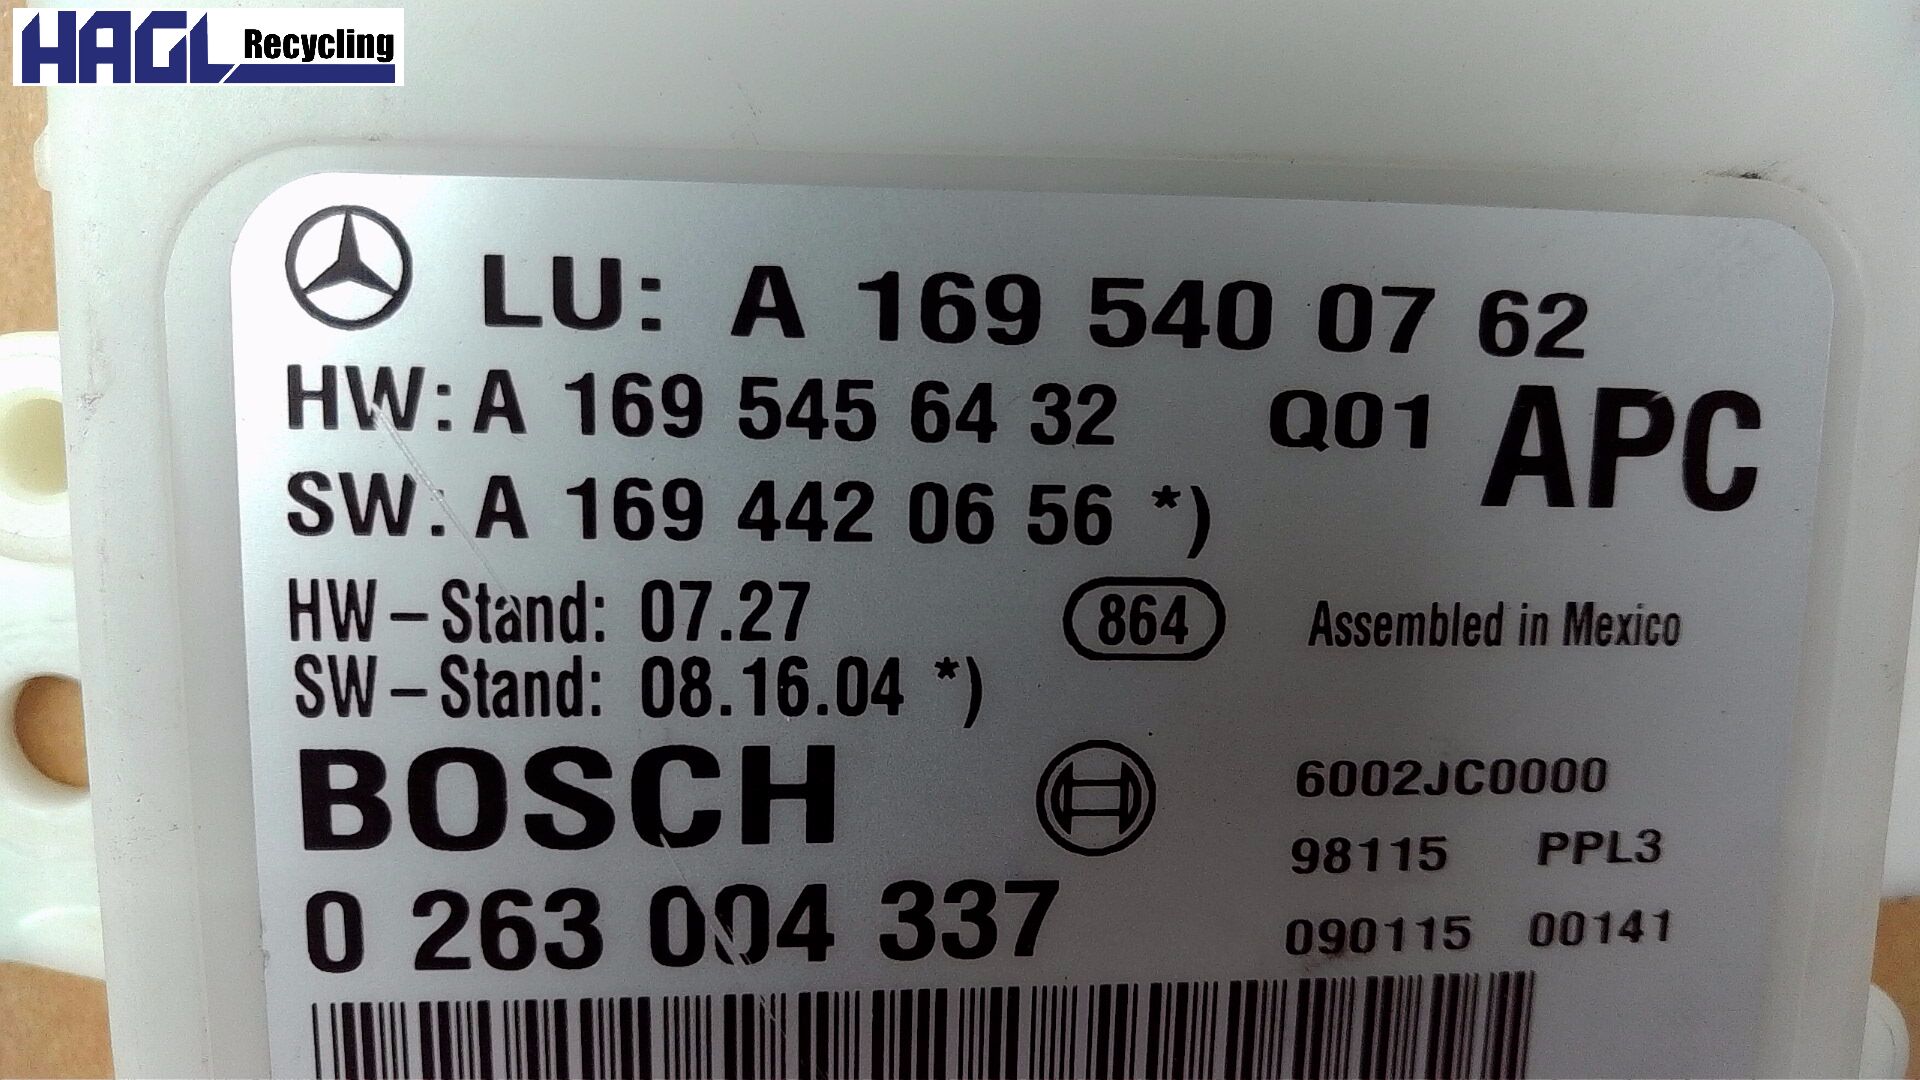 HAGL Recycling
LU: A 169 540 07 62
HW: A 169 545 64 32 Q01 APC
SW: A 169 442 06 56 *)
HW-Stand: 07.27 864 Assembled in Mexico
SW-Stand: 08.16.04 *)
BOSCH 6002JC0000
98115 PPL3
0 263 004 337 090115 00141